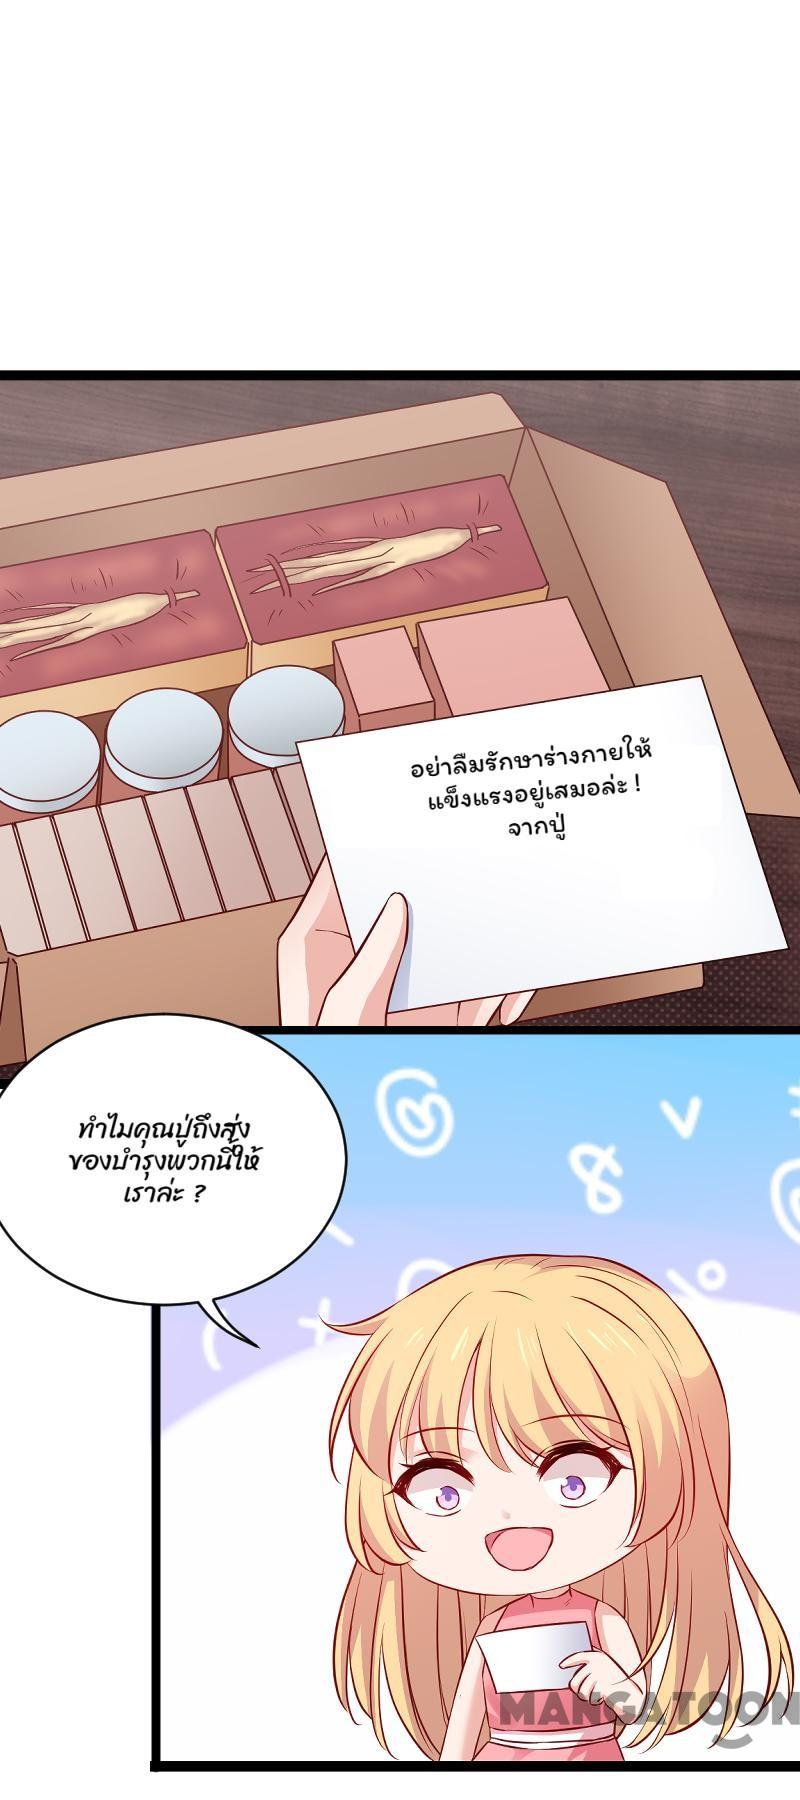 อย่าลืมรักษาร่างกายให้
แข็งแรงอยู่เสมอล่ะ !
จากปู่
ทำไมคุณปู่ถึงส่ง
ของบำรุงพวกนี้ให้
เราล่ะ ?
MANGATOON